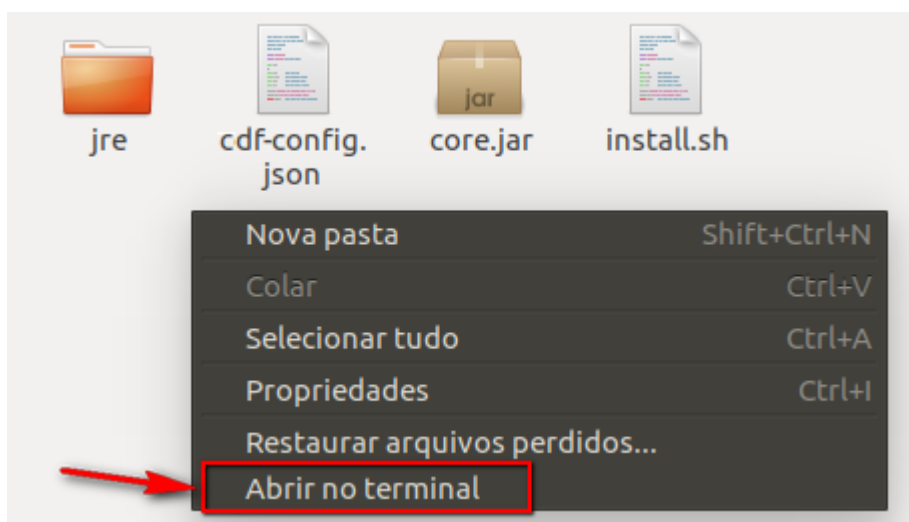 jar
jre
cdf-config.
json
core.jar
install.sh
Nova pasta Shift+Ctrl+N
Colar Ctrl+V
Selecionar tudo Ctrl+A
Propriedades Ctrl+I
Restaurar arquivos perdidos...
Abrir no terminal